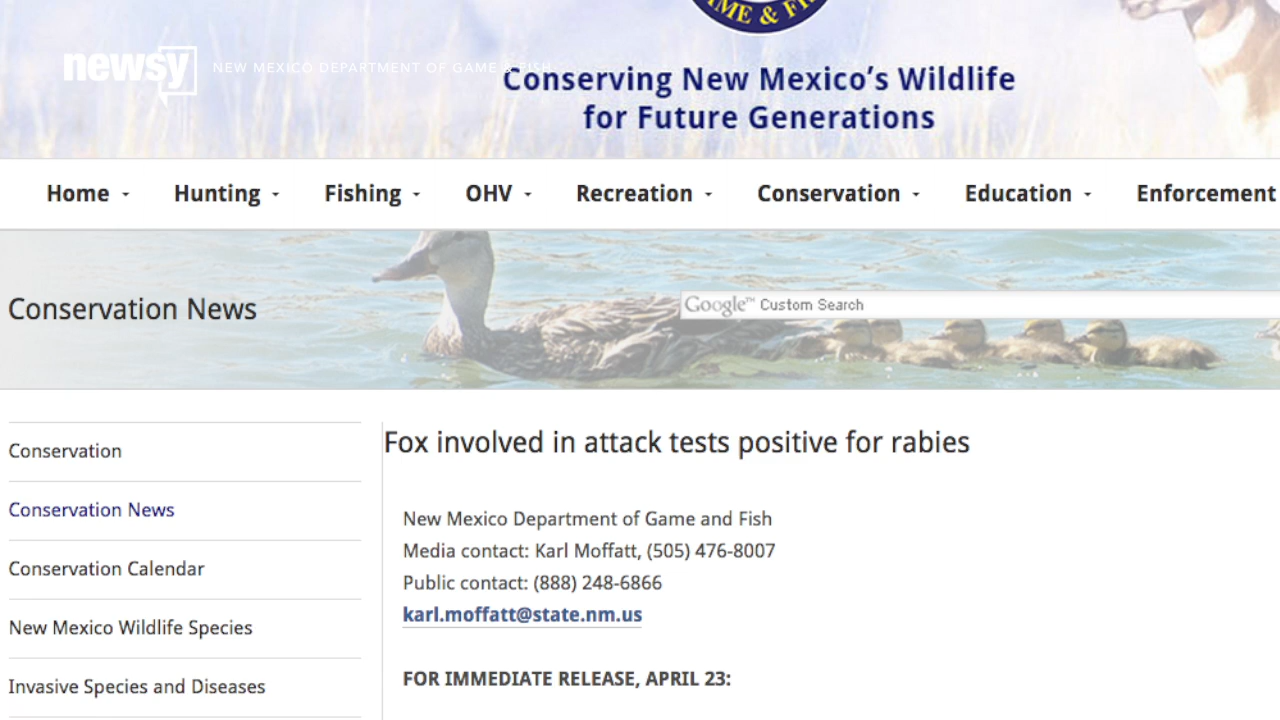 GAME & FISH
newsy
NEW MEXICO DEPARTMENT OF GAME & FISH
Conserving New Mexico’s Wildlife
for Future Generations
Home
Hunting
Fishing
OHV
Recreation
Conservation
Education
Enforcement
Conservation News
Google™ Custom Search
Conservation
Conservation News
Conservation Calendar
New Mexico Wildlife Species
Invasive Species and Diseases
Fox involved in attack tests positive for rabies
New Mexico Department of Game and Fish
Media contact: Karl Moffatt, (505) 476-8007
Public contact: (888) 248-6866
karl.moffatt@state.nm.us
FOR IMMEDIATE RELEASE, APRIL 23: